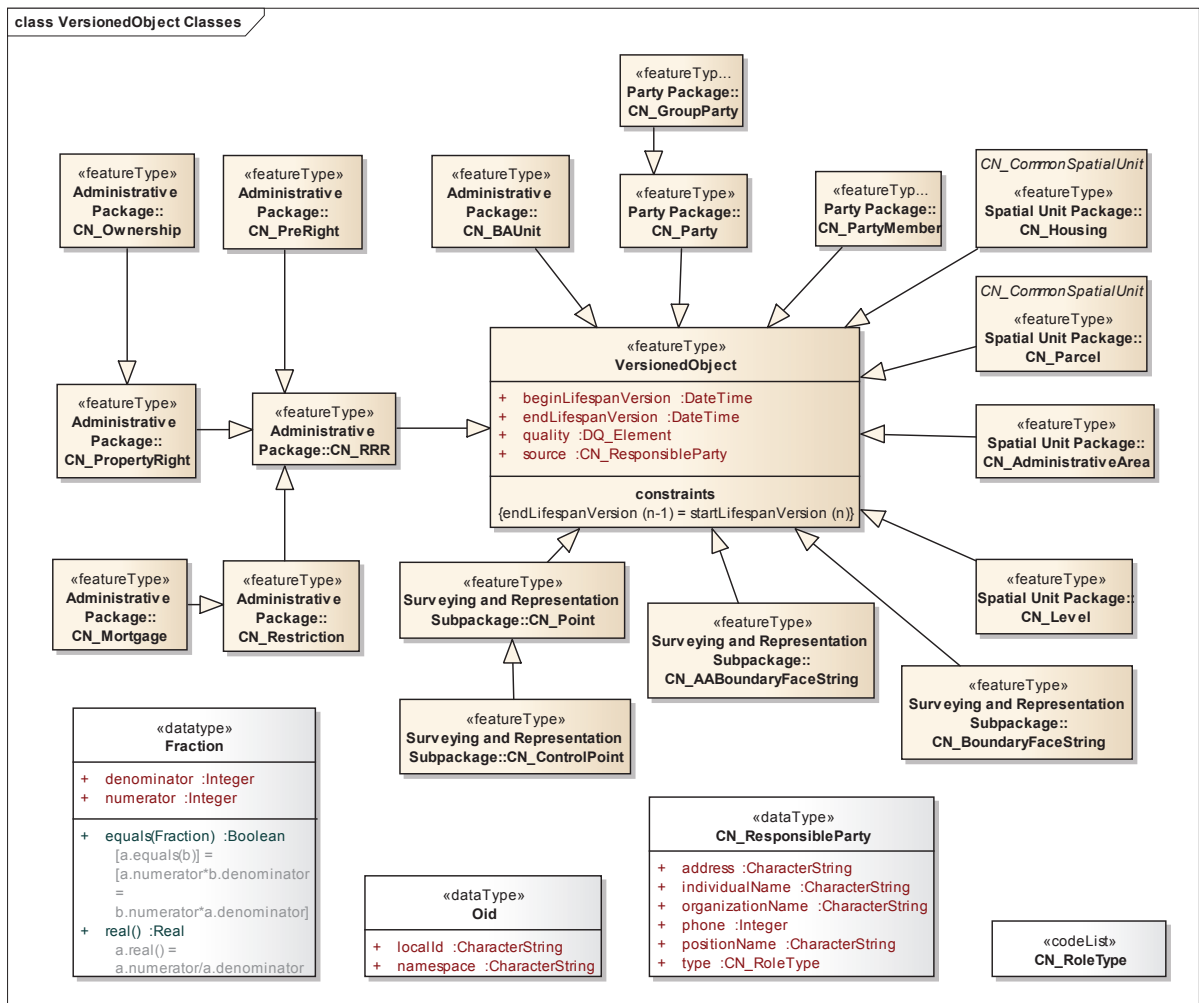 class VersionedObject Classes
«featureTyp...
Party Package::
CN_GroupParty
«featureType»
Administrative
Package::
CN_Ownership
«featureType»
Administrative
Package::
CN_PreRight
«featureType»
Administrative
Package::
CN_BAUnit
«featureType»
Party Package::
CN_Party
«featureTyp...
Party Package::
CN_PartyMember
CN_CommonSpatialUnit
«featureType»
Spatial Unit Package::
CN_Housing
CN_CommonSpatialUnit
«featureType»
Spatial Unit Package::
CN_Parcel
«featureType»
VersionedObject
+ beginLifespanVersion :DateTime
+ endLifespanVersion :DateTime
+ quality :DQ_Element
+ source :CN_ResponsibleParty
constraints
{endLifespanVersion (n-1) = startLifespanVersion (n)}
«featureType»
Administrative
Package::
CN_PropertyRight
«featureType»
Administrative
Package::CN_RRR
«featureType»
Spatial Unit Package::
CN_AdministrativeArea
«featureType»
Administrative
Package::
CN_Mortgage
«featureType»
Administrative
Package::
CN_Restriction
«featureType»
Surveying and Representation
Subpackage::CN_Point
«featureType»
Surveying and Representation
Subpackage::
CN_AABoundaryFaceString
«featureType»
Spatial Unit Package::
CN_Level
«featureType»
Surveying and Representation
Subpackage::
CN_BoundaryFaceString
«featureType»
Surveying and Representation
Subpackage::CN_ControlPoint
«datatype»
Fraction
+ denominator :Integer
+ numerator :Integer
+ equals(Fraction) :Boolean
[a.equals(b)] =
[a.numerator*b.denominator
=
b.numerator*a.denominator]
+ real() :Real
a.real() =
a.numerator/a.denominator
«dataType»
Oid
+ localId :CharacterString
+ namespace :CharacterString
«dataType»
CN_ResponsibleParty
+ address :CharacterString
+ individualName :CharacterString
+ organizationName :CharacterString
+ phone :Integer
+ positionName :CharacterString
+ type :CN_RoleType
«codeList»
CN_RoleType